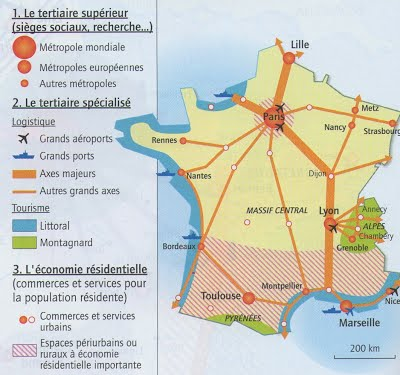 1. Le tertiaire supérieur
(sièges sociaux, recherche...)
Métropole mondiale
Métropoles européennes
Autres métropoles
2. Le tertiaire spécialisé
Logistique
Grands aéroports
Grands ports
Axes majeurs
Autres grands axes
Tourisme
Littoral
Montagnard
3. L'économie résidentielle
(commerces et services pour
la population résidente)
Commerces et services
urbains
Espaces périurbains ou
ruraux à économie
résidentielle importante
Lille
Paris
Metz
Nancy
Strasbourg
Rennes
Nantes
Dijon
MASSIF CENTRAL
Lyon
Annecy
ALPES
Chambéry
Grenoble
Bordeaux
Toulouse
Montpellier
Nice
Marseille
PYRÉNÉES
200 km